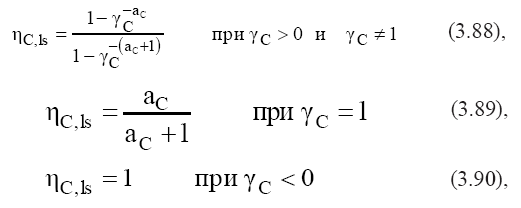 η_C,ls = (1 − γ_C^(−a_C)) / (1 − γ_C^(−(a_C+1))) при γ_C > 0 и γ_C ≠ 1 (3.88),
η_C,ls = a_C / (a_C + 1) при γ_C = 1 (3.89),
η_C,ls = 1 при γ_C < 0 (3.90),